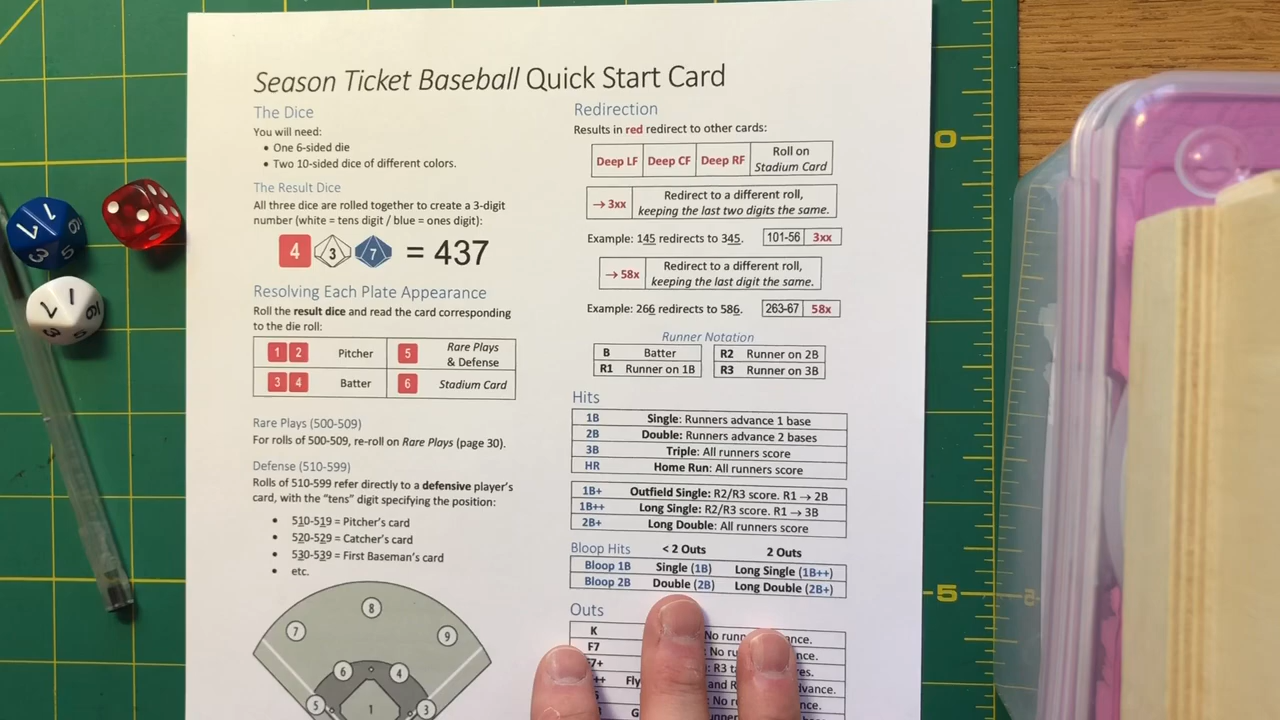 Season Ticket Baseball Quick Start Card
The Dice
You will need:
• One 6-sided die
• Two 10-sided dice of different colors.
The Result Dice
All three dice are rolled together to create a 3-digit
number (white = tens digit / blue = ones digit):
4 3 7 = 437
Resolving Each Plate Appearance
Roll the result dice and read the card corresponding
to the die roll:
1 2 Pitcher 5 Rare Plays & Defense
3 4 Batter 6 Stadium Card
Rare Plays (500-509)
For rolls of 500-509, re-roll on Rare Plays (page 30).
Defense (510-599)
Rolls of 510-599 refer directly to a defensive player's
card, with the "tens" digit specifying the position:
• 510-519 = Pitcher's card
• 520-529 = Catcher's card
• 530-539 = First Baseman's card
• etc.
8
7 9
6 4
5 1 3
Redirection
Results in red redirect to other cards:
Deep LF Deep CF Deep RF Roll on Stadium Card
→ 3xx Redirect to a different roll,
keeping the last two digits the same.
Example: 145 redirects to 345. 101-56 3xx
→ 58x Redirect to a different roll,
keeping the last digit the same.
Example: 266 redirects to 586. 263-67 58x
Runner Notation
B Batter R2 Runner on 2B
R1 Runner on 1B R3 Runner on 3B
Hits
1B Single: Runners advance 1 base
2B Double: Runners advance 2 bases
3B Triple: All runners score
HR Home Run: All runners score
1B+ Outfield Single: R2/R3 score. R1 → 2B
1B++ Long Single: R2/R3 score. R1 → 3B
2B+ Long Double: All runners score
Bloop Hits < 2 Outs 2 Outs
Bloop 1B Single (1B) Long Single (1B++)
Bloop 2B Double (2B) Long Double (2B+)
Outs
K No
F7 No
R3
and
No
0
5